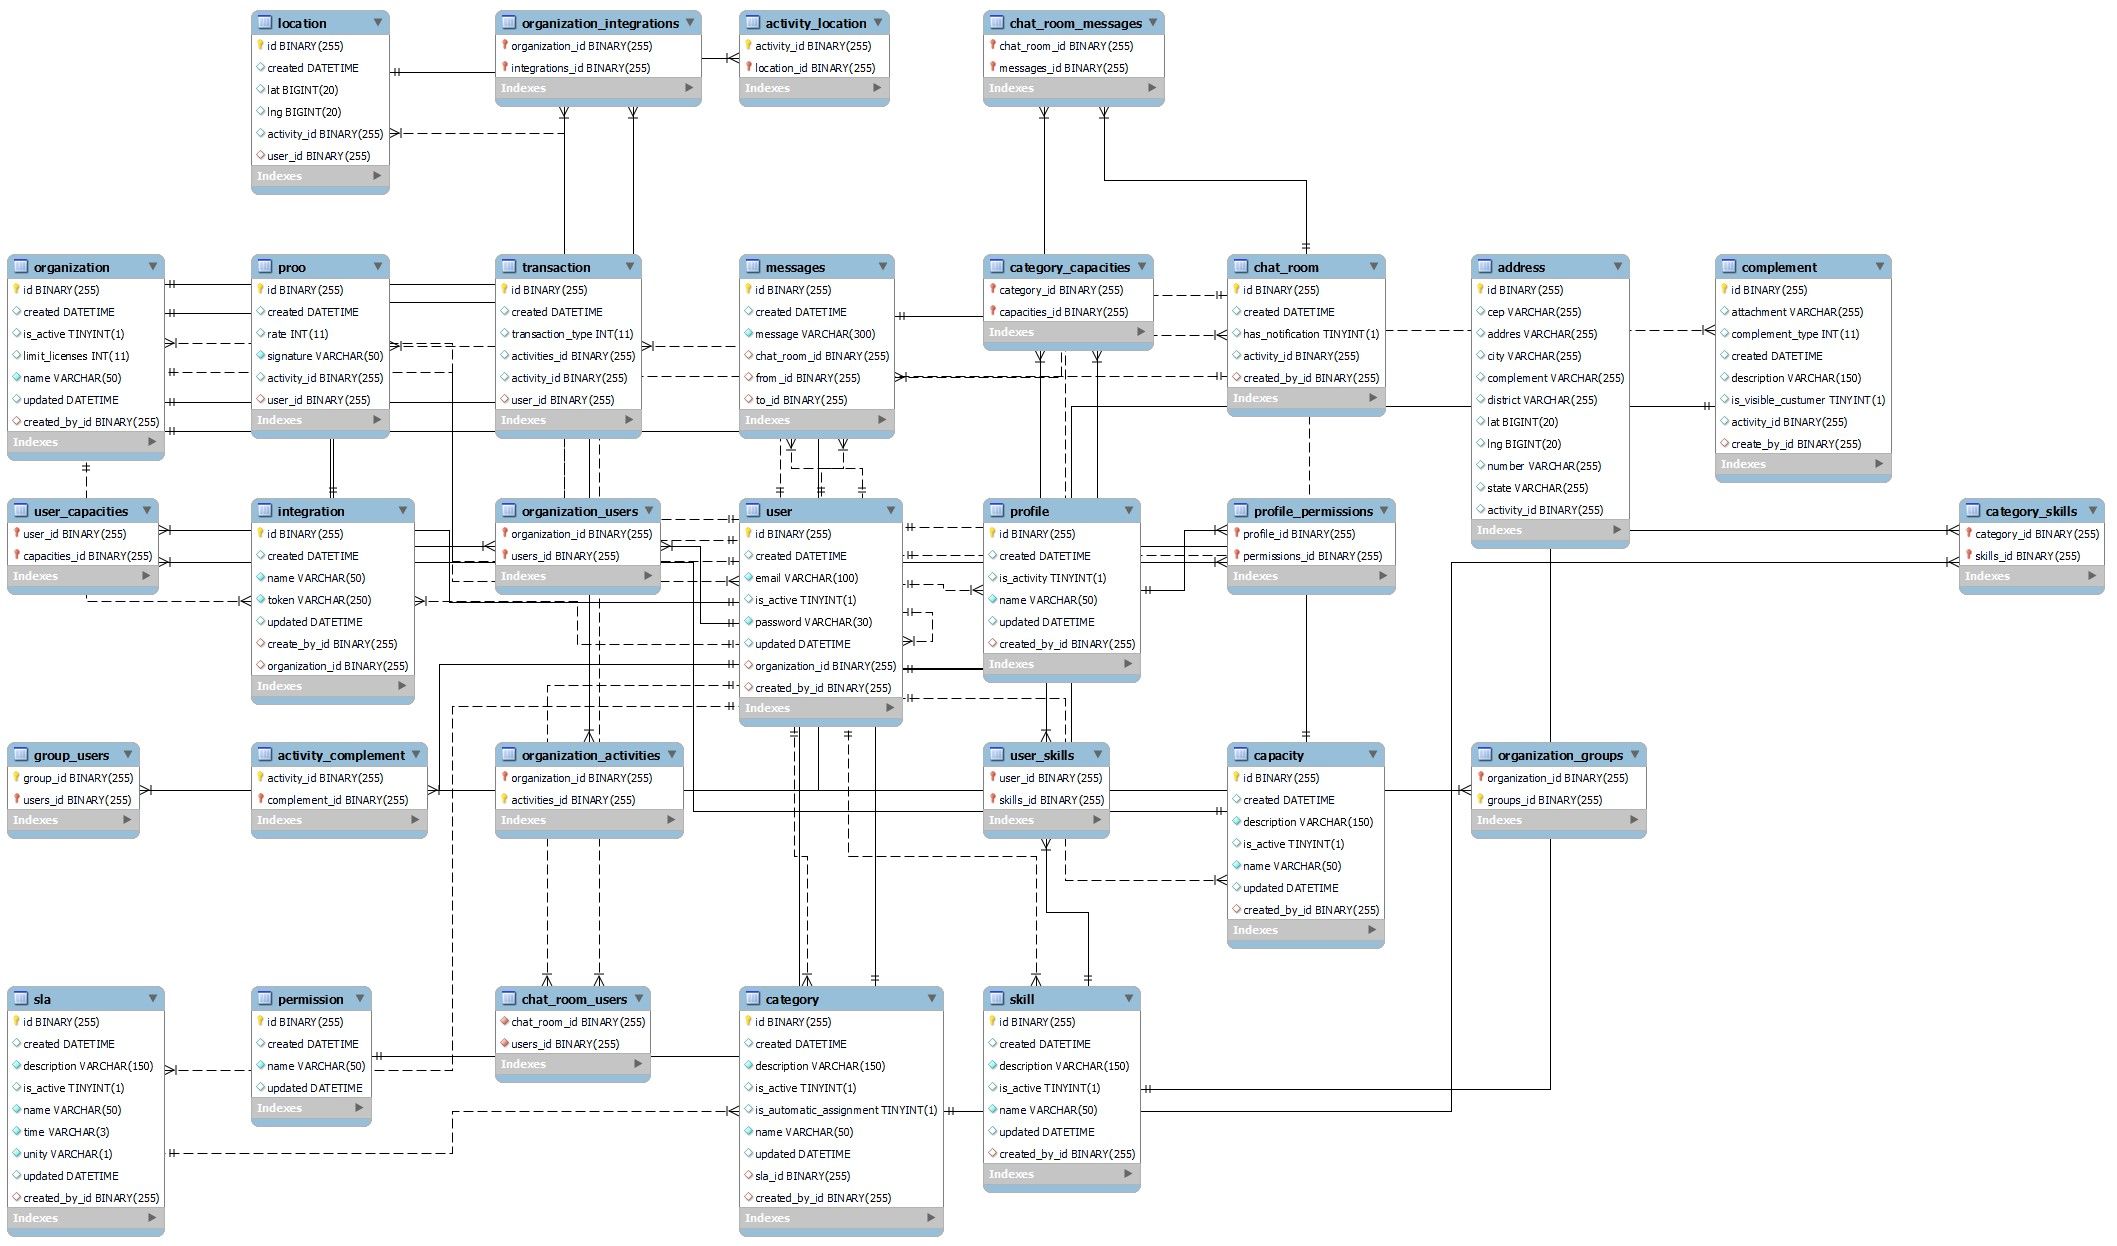 location
id BINARY(255)
created DATETIME
lat BIGINT(20)
lng BIGINT(20)
activity_id BINARY(255)
user_id BINARY(255)
Indexes
organization_integrations
organization_id BINARY(255)
integrations_id BINARY(255)
Indexes
activity_location
activity_id BINARY(255)
location_id BINARY(255)
Indexes
chat_room_messages
chat_room_id BINARY(255)
messages_id BINARY(255)
Indexes
organization
id BINARY(255)
created DATETIME
is_active TINYINT(1)
limit_licenses INT(11)
name VARCHAR(50)
updated DATETIME
created_by_id BINARY(255)
Indexes
proo
id BINARY(255)
created DATETIME
rate INT(11)
signature VARCHAR(50)
activity_id BINARY(255)
user_id BINARY(255)
Indexes
transaction
id BINARY(255)
created DATETIME
transaction_type INT(11)
activities_id BINARY(255)
activity_id BINARY(255)
user_id BINARY(255)
Indexes
messages
id BINARY(255)
created DATETIME
message VARCHAR(300)
chat_room_id BINARY(255)
from_id BINARY(255)
to_id BINARY(255)
Indexes
category_capacities
category_id BINARY(255)
capacities_id BINARY(255)
Indexes
chat_room
id BINARY(255)
created DATETIME
has_notification TINYINT(1)
activity_id BINARY(255)
created_by_id BINARY(255)
Indexes
address
id BINARY(255)
cep VARCHAR(255)
addres VARCHAR(255)
city VARCHAR(255)
complement VARCHAR(255)
district VARCHAR(255)
lat BIGINT(20)
lng BIGINT(20)
number VARCHAR(255)
state VARCHAR(255)
activity_id BINARY(255)
Indexes
complement
id BINARY(255)
attachment VARCHAR(255)
complement_type INT(11)
created DATETIME
description VARCHAR(150)
is_visible_custumer TINYINT(1)
activity_id BINARY(255)
create_by_id BINARY(255)
Indexes
user_capacities
user_id BINARY(255)
capacities_id BINARY(255)
Indexes
integration
id BINARY(255)
created DATETIME
name VARCHAR(50)
token VARCHAR(250)
updated DATETIME
create_by_id BINARY(255)
organization_id BINARY(255)
Indexes
organization_users
organization_id BINARY(255)
users_id BINARY(255)
Indexes
user
id BINARY(255)
created DATETIME
email VARCHAR(100)
is_active TINYINT(1)
password VARCHAR(30)
updated DATETIME
organization_id BINARY(255)
created_by_id BINARY(255)
Indexes
profile
id BINARY(255)
created DATETIME
is_activity TINYINT(1)
name VARCHAR(50)
updated DATETIME
created_by_id BINARY(255)
Indexes
profile_permissions
profile_id BINARY(255)
permissions_id BINARY(255)
Indexes
category_skills
category_id BINARY(255)
skills_id BINARY(255)
Indexes
group_users
group_id BINARY(255)
users_id BINARY(255)
Indexes
activity_complement
activity_id BINARY(255)
complement_id BINARY(255)
Indexes
organization_activities
organization_id BINARY(255)
activities_id BINARY(255)
Indexes
user_skills
user_id BINARY(255)
skills_id BINARY(255)
Indexes
capacity
id BINARY(255)
created DATETIME
description VARCHAR(150)
is_active TINYINT(1)
name VARCHAR(50)
updated DATETIME
created_by_id BINARY(255)
Indexes
organization_groups
organization_id BINARY(255)
groups_id BINARY(255)
Indexes
sla
id BINARY(255)
created DATETIME
description VARCHAR(150)
is_active TINYINT(1)
name VARCHAR(50)
time VARCHAR(3)
unity VARCHAR(1)
updated DATETIME
created_by_id BINARY(255)
Indexes
permission
id BINARY(255)
created DATETIME
name VARCHAR(50)
updated DATETIME
Indexes
chat_room_users
chat_room_id BINARY(255)
users_id BINARY(255)
Indexes
category
id BINARY(255)
created DATETIME
description VARCHAR(150)
is_active TINYINT(1)
is_automatic_assignment TINYINT(1)
name VARCHAR(50)
updated DATETIME
sla_id BINARY(255)
created_by_id BINARY(255)
Indexes
skill
id BINARY(255)
created DATETIME
description VARCHAR(150)
is_active TINYINT(1)
name VARCHAR(50)
updated DATETIME
created_by_id BINARY(255)
Indexes